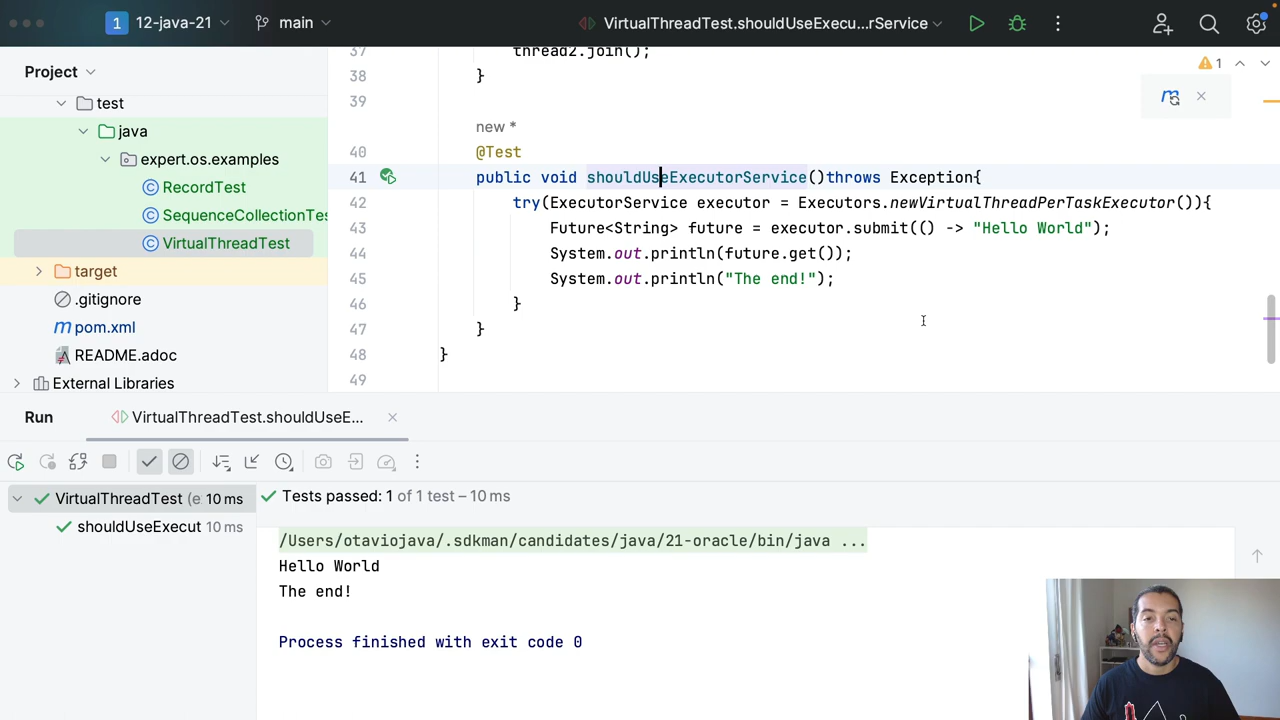 1 12-java-21 main VirtualThreadTest.shouldUseExecu...rService
Project
test
java
expert.os.examples
RecordTest
SequenceCollectionTes
VirtualThreadTest
target
.gitignore
pom.xml
README.adoc
External Libraries
37 thread2.join();
38 }
39
new *
40 @Test
41 public void shouldUseExecutorService()throws Exception{
42 try(ExecutorService executor = Executors.newVirtualThreadPerTaskExecutor()){
43 Future<String> future = executor.submit(() -> "Hello World");
44 System.out.println(future.get());
45 System.out.println("The end!");
46 }
47 }
48 }
49
1
Run VirtualThreadTest.shouldUseE...
VirtualThreadTest (e 10 ms
shouldUseExecut 10 ms
Tests passed: 1 of 1 test – 10 ms
/Users/otaviojava/.sdkman/candidates/java/21-oracle/bin/java ...
Hello World
The end!
Process finished with exit code 0